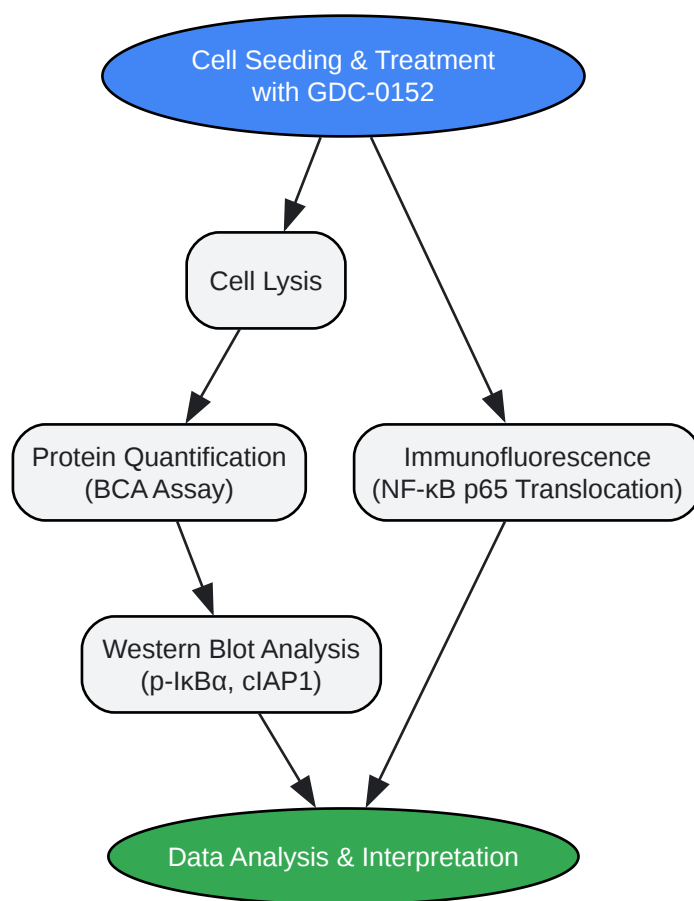 Cell Seeding & Treatment
with GDC-0152
Cell Lysis
Protein Quantification
(BCA Assay)
Immunofluorescence
(NF-κB p65 Translocation)
Western Blot Analysis
(p-IκBα, cIAP1)
Data Analysis & Interpretation